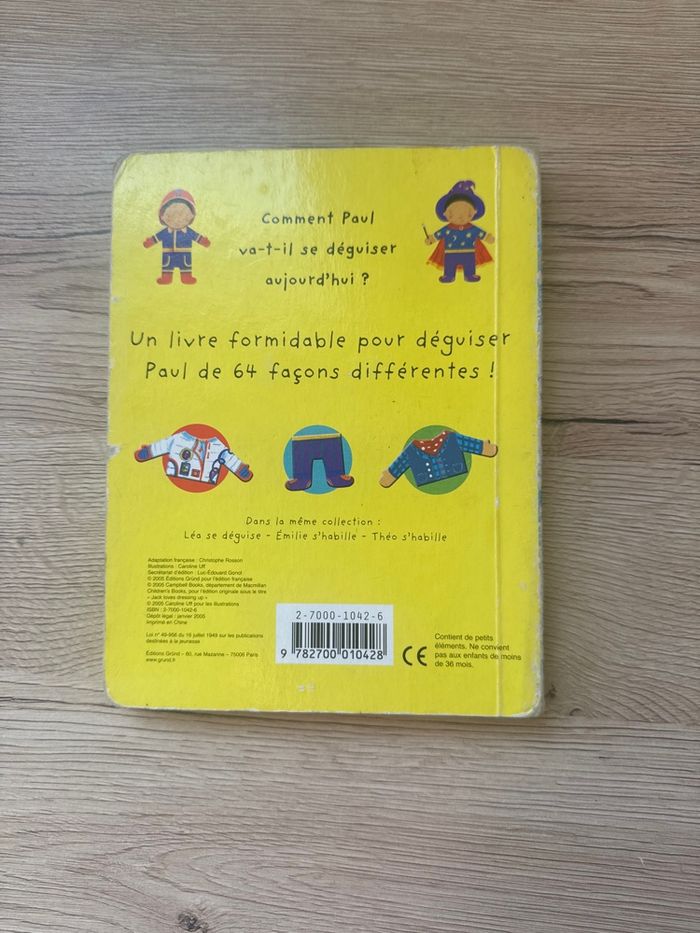 Comment Paul
va-t-il se déguiser
aujourd'hui ?
Un livre formidable pour déguiser
Paul de 64 façons différentes !
Dans la même collection :
Léa se déguise - Émilie s'habille - Théo s'habille
Adaptation française : Christophe Rosson
Illustrations : Caroline Uff
Secrétariat d'édition : Luc-Édouard Gonot
© 2005 Éditions Gründ pour l'édition française
© 2005 Campbell Books, département de Macmillan
Children's Books, pour l'édition originale sous le titre
« Jack loves dressing up »
© 2005 Caroline Uff pour les illustrations
ISBN : 2-7000-1042-6
Dépôt légal : janvier 2005
Imprimé en Chine
Loi n° 49-956 du 16 juillet 1949 sur les publications
destinées à la jeunesse
Éditions Gründ – 60, rue Mazarine – 75006 Paris
www.grund.fr
2-7000-1042-6
9 782700 010428
CE
Contient de petits
éléments. Ne convient
pas aux enfants de moins
de 36 mois.